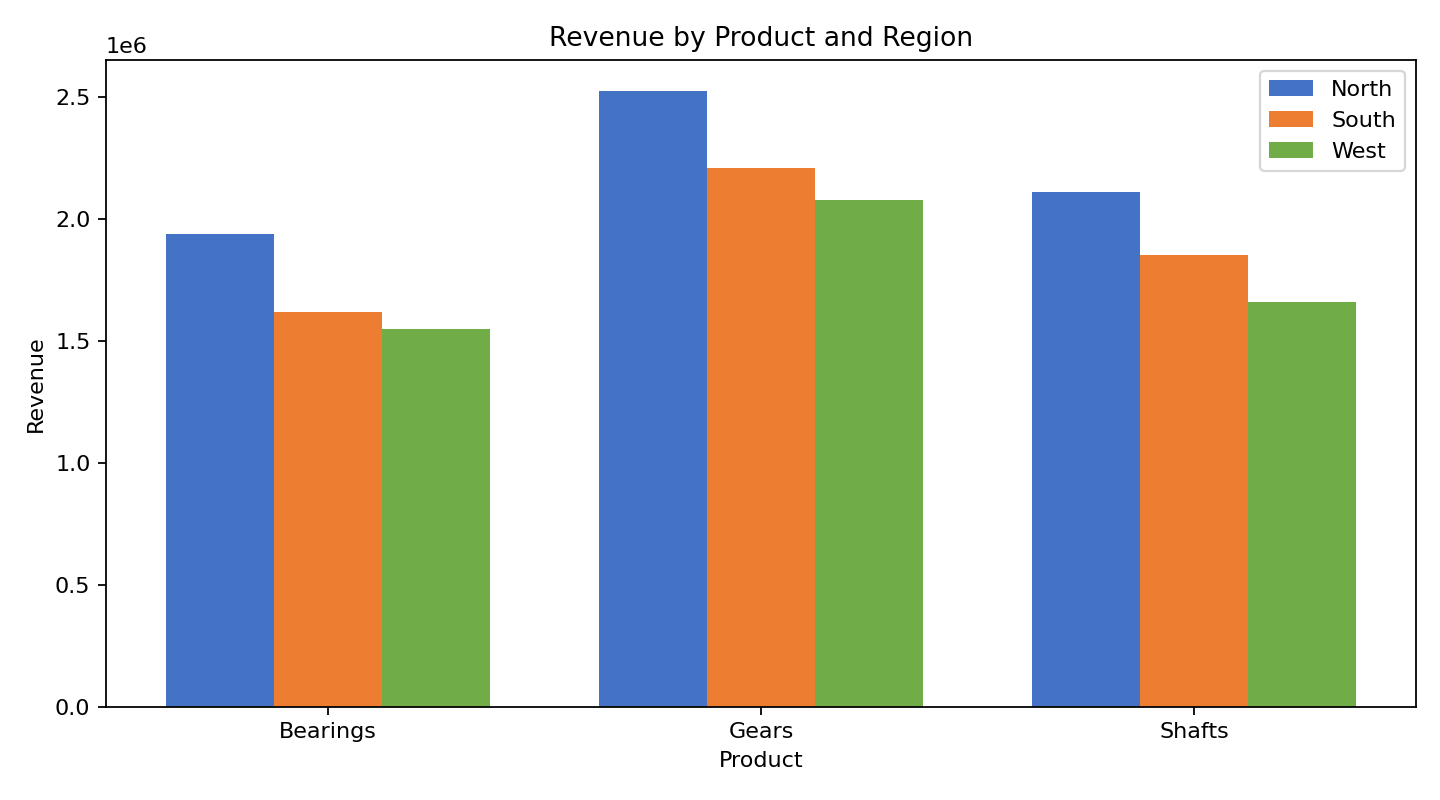 Revenue by Product and Region
1e6
North
South
West
2.5
2.0
1.5
1.0
0.5
0.0
Revenue
Bearings Gears Shafts
Product